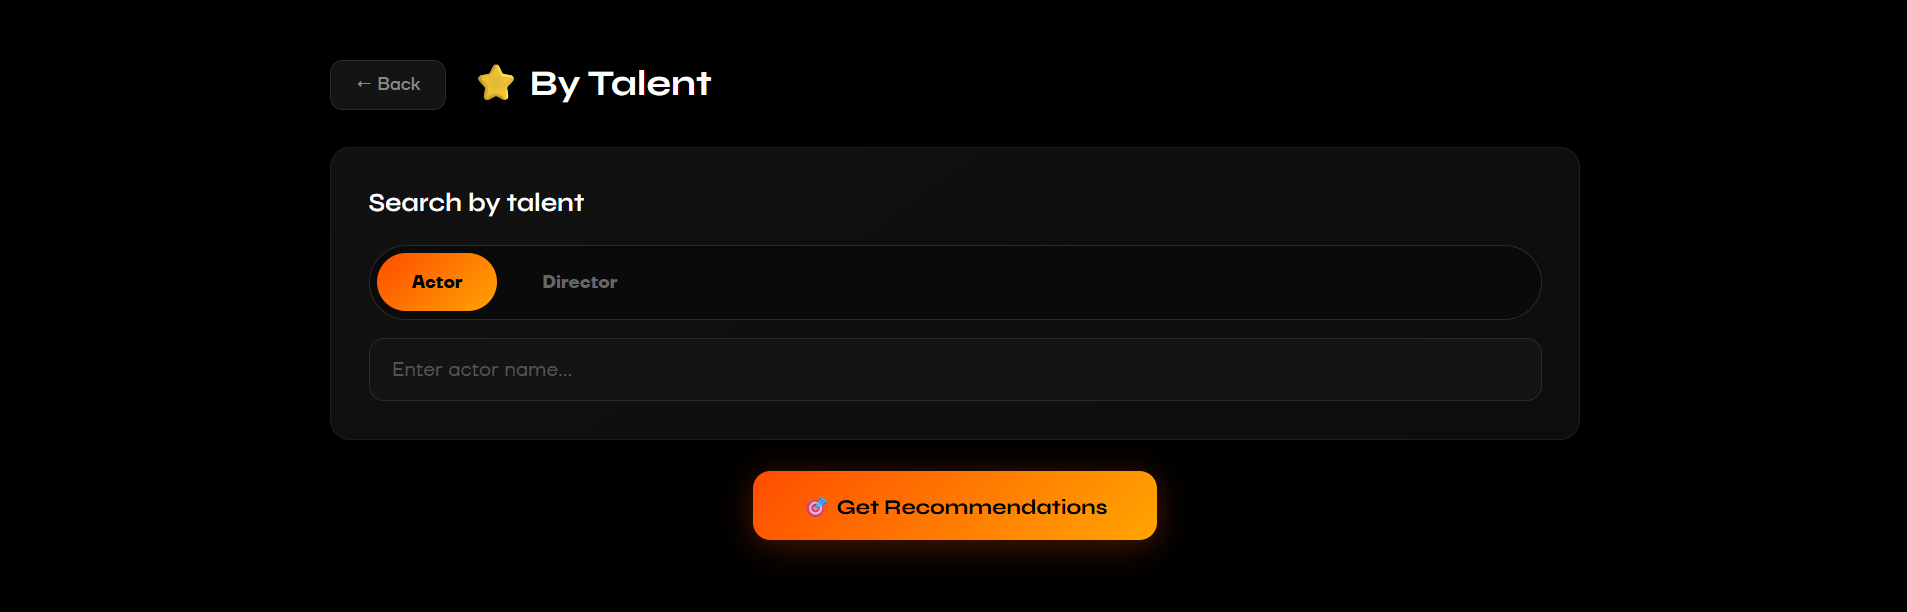 ← Back
⭐ By Talent
Search by talent
Actor Director
Enter actor name...
🎯 Get Recommendations